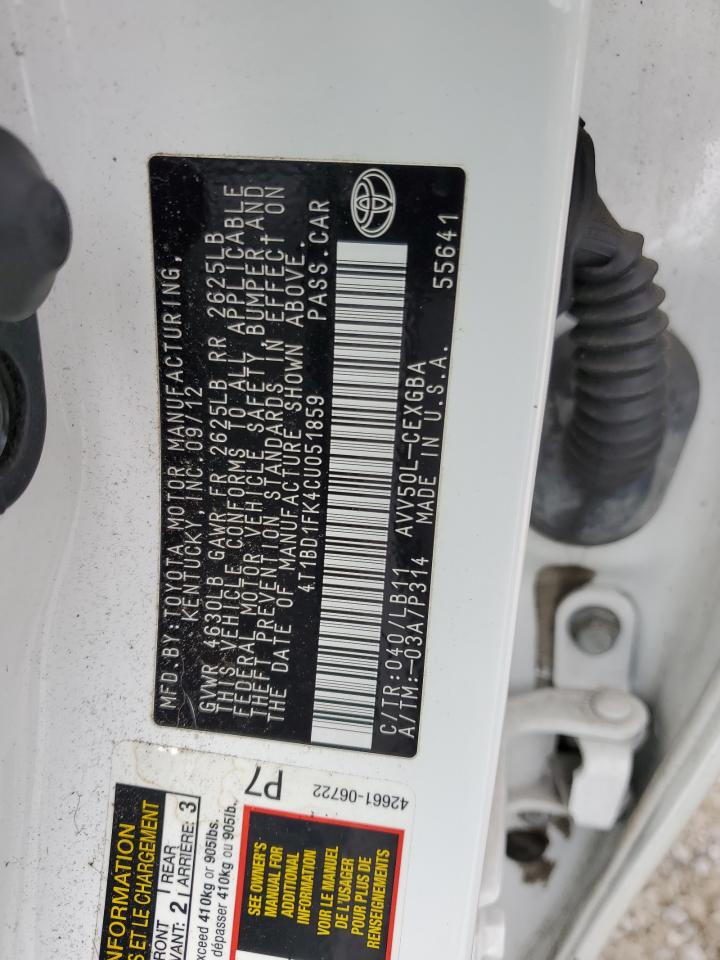 MFD.BY:TOYOTA MOTOR MANUFACTURING,
KENTUCKY,INC. 09/12
GVWR 4630LB GAWR FR 2625LB RR 2625LB
THIS VEHICLE CONFORMS TO ALL APPLICABLE
FEDERAL MOTOR VEHICLE SAFETY,BUMPER,AND
THEFT PREVENTION STANDARDS IN EFFECT ON
THE DATE OF MANUFACTURE SHOWN ABOVE.
4T1BD1FK4CU051859 PASS.CAR
C/TR:040/LB11 AVV50L-CEXGBA
A/TM:-03A/P314 MADE IN U.S.A. 55641
INFORMATION
ET LE CHARGEMENT
FRONT
AVANT: 2
REAR
ARRIÈRE: 3
exceed 410kg or 905lbs.
dépasser 410kg ou 905lb.
P7
42661-06722
SEE OWNER'S
MANUAL FOR
ADDITIONAL
INFORMATION
VOIR LE MANUEL
DE L'USAGER
POUR PLUS DE
RENSEIGNEMENTS